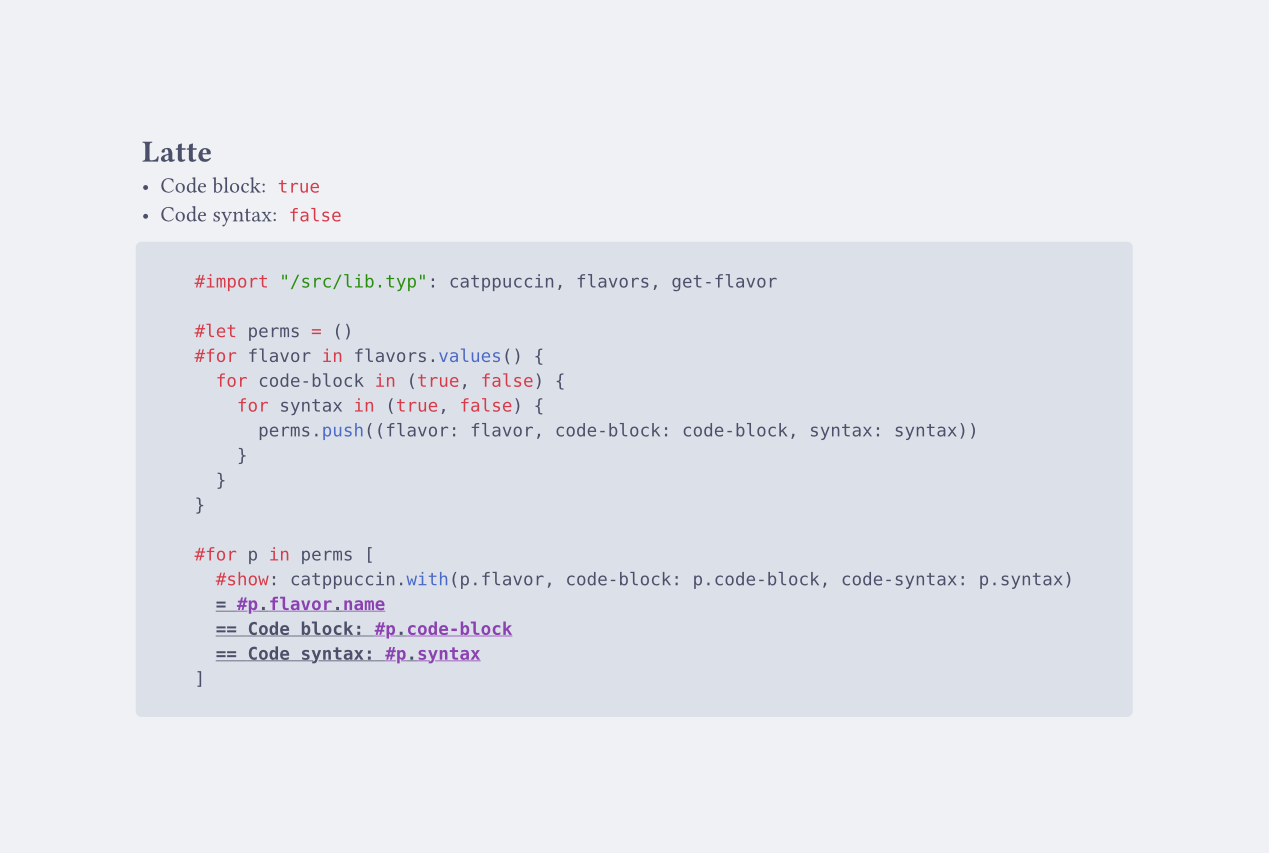 Latte
• Code block: true
• Code syntax: false
#import "/src/lib.typ": catppuccin, flavors, get-flavor
#let perms = ()
#for flavor in flavors.values() {
  for code-block in (true, false) {
    for syntax in (true, false) {
      perms.push((flavor: flavor, code-block: code-block, syntax: syntax))
    }
  }
}
#for p in perms [
  #show: catppuccin.with(p.flavor, code-block: p.code-block, code-syntax: p.syntax)
  = #p.flavor.name
  == Code block: #p.code-block
  == Code syntax: #p.syntax
]